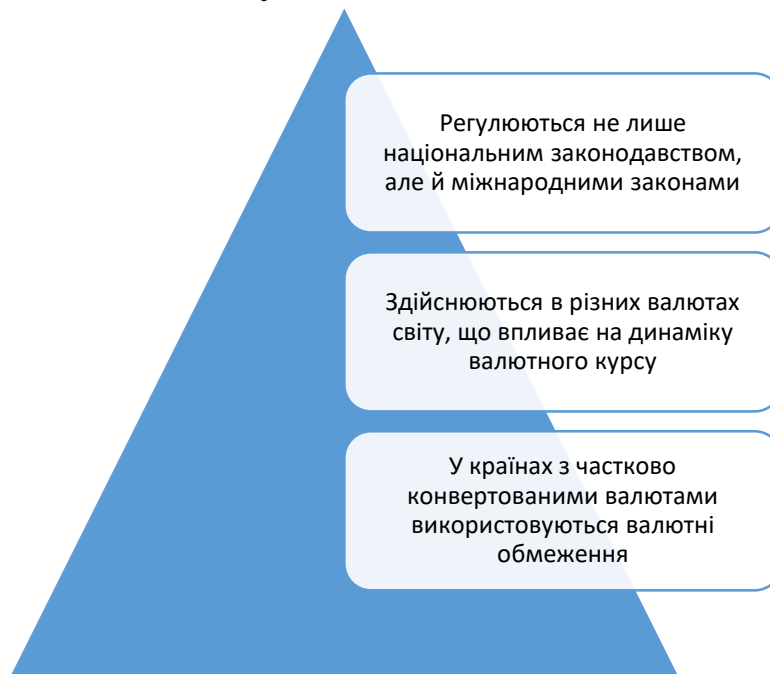 Регулюються не лише
національним законодавством,
але й міжнародними законами
Здійснюються в різних валютах
світу, що впливає на динаміку
валютного курсу
У країнах з частково
конвертованими валютами
використовуються валютні
обмеження